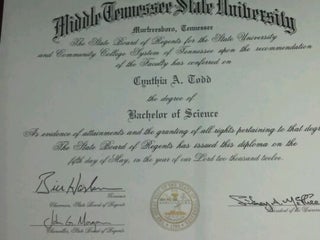 Middle Tennessee State University
Murfreesboro, Tennessee
The State Board of Regents for the State University
and Community College System of Tennessee upon the recommendation
of the Faculty has conferred on
Cynthia A. Todd
the degree of
Bachelor of Science
evidence of attainments and the granting of all rights pertaining to that
The State Board of Regents has issued this diploma on the
fifth day of May, in the year of our Lord two thousand twelve.
Governor
Chairman, State Board of Regents
Chancellor, State Board of Regents
President of the